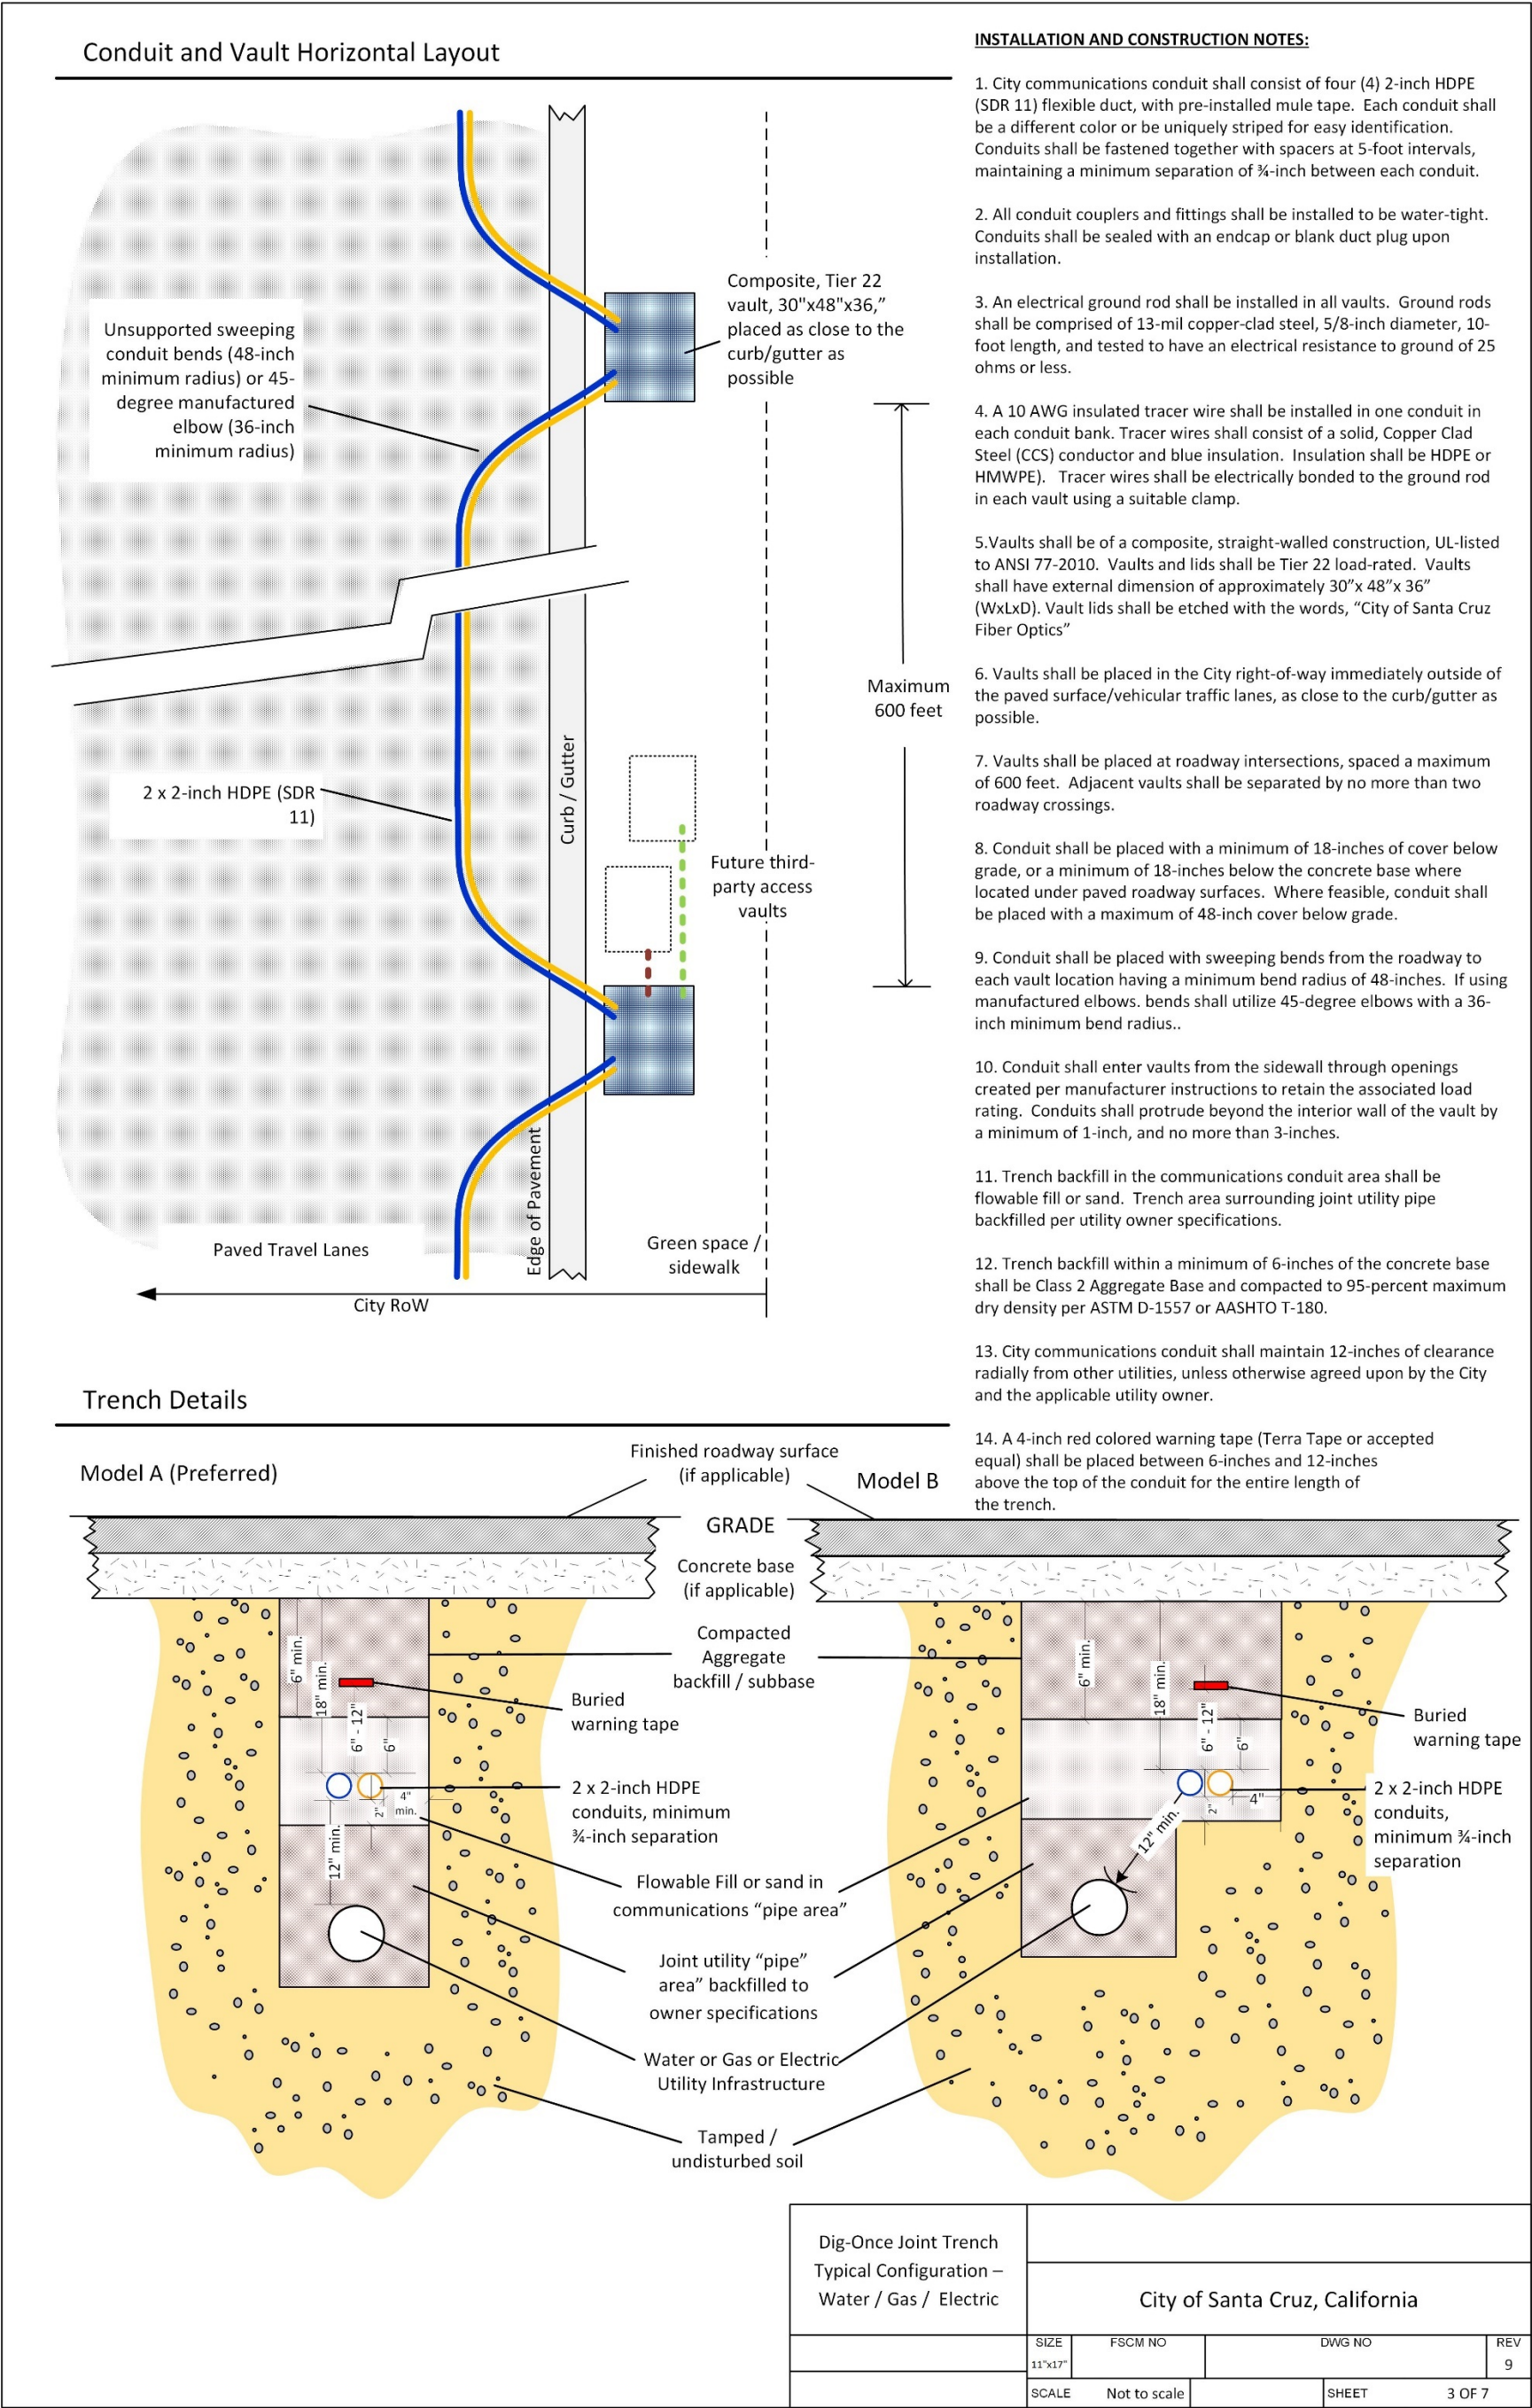 Conduit and Vault Horizontal Layout
Unsupported sweeping
conduit bends (48-inch
minimum radius) or 45-
degree manufactured
elbow (36-inch
minimum radius)
Composite, Tier 22
vault, 30"x48"x36,”
placed as close to the
curb/gutter as
possible
Maximum
600 feet
2 x 2-inch HDPE (SDR
11)
Curb / Gutter
Future third-
party access
vaults
Edge of Pavement
Paved Travel Lanes
Green space /
sidewalk
City RoW
INSTALLATION AND CONSTRUCTION NOTES:
1. City communications conduit shall consist of four (4) 2-inch HDPE
(SDR 11) flexible duct, with pre-installed mule tape. Each conduit shall
be a different color or be uniquely striped for easy identification.
Conduits shall be fastened together with spacers at 5-foot intervals,
maintaining a minimum separation of ¾-inch between each conduit.
2. All conduit couplers and fittings shall be installed to be water-tight.
Conduits shall be sealed with an endcap or blank duct plug upon
installation.
3. An electrical ground rod shall be installed in all vaults. Ground rods
shall be comprised of 13-mil copper-clad steel, 5/8-inch diameter, 10-
foot length, and tested to have an electrical resistance to ground of 25
ohms or less.
4. A 10 AWG insulated tracer wire shall be installed in one conduit in
each conduit bank. Tracer wires shall consist of a solid, Copper Clad
Steel (CCS) conductor and blue insulation. Insulation shall be HDPE or
HMWPE). Tracer wires shall be electrically bonded to the ground rod
in each vault using a suitable clamp.
5.Vaults shall be of a composite, straight-walled construction, UL-listed
to ANSI 77-2010. Vaults and lids shall be Tier 22 load-rated. Vaults
shall have external dimension of approximately 30”x 48”x 36”
(WxLxD). Vault lids shall be etched with the words, “City of Santa Cruz
Fiber Optics”
6. Vaults shall be placed in the City right-of-way immediately outside of
the paved surface/vehicular traffic lanes, as close to the curb/gutter as
possible.
7. Vaults shall be placed at roadway intersections, spaced a maximum
of 600 feet. Adjacent vaults shall be separated by no more than two
roadway crossings.
8. Conduit shall be placed with a minimum of 18-inches of cover below
grade, or a minimum of 18-inches below the concrete base where
located under paved roadway surfaces. Where feasible, conduit shall
be placed with a maximum of 48-inch cover below grade.
9. Conduit shall be placed with sweeping bends from the roadway to
each vault location having a minimum bend radius of 48-inches. If using
manufactured elbows. bends shall utilize 45-degree elbows with a 36-
inch minimum bend radius..
10. Conduit shall enter vaults from the sidewall through openings
created per manufacturer instructions to retain the associated load
rating. Conduits shall protrude beyond the interior wall of the vault by
a minimum of 1-inch, and no more than 3-inches.
11. Trench backfill in the communications conduit area shall be
flowable fill or sand. Trench area surrounding joint utility pipe
backfilled per utility owner specifications.
12. Trench backfill within a minimum of 6-inches of the concrete base
shall be Class 2 Aggregate Base and compacted to 95-percent maximum
dry density per ASTM D-1557 or AASHTO T-180.
13. City communications conduit shall maintain 12-inches of clearance
radially from other utilities, unless otherwise agreed upon by the City
and the applicable utility owner.
14. A 4-inch red colored warning tape (Terra Tape or accepted
equal) shall be placed between 6-inches and 12-inches
above the top of the conduit for the entire length of
the trench.
Trench Details
Model A (Preferred)
Finished roadway surface
(if applicable)
Model B
GRADE
Concrete base
(if applicable)
Compacted
Aggregate
backfill / subbase
6" min.
18" min.
6" - 12"
6"
2"
4"
min.
12" min.
Buried
warning tape
2 x 2-inch HDPE
conduits, minimum
¾-inch separation
Flowable Fill or sand in
communications “pipe area”
Joint utility “pipe”
area” backfilled to
owner specifications
Water or Gas or Electric
Utility Infrastructure
Tamped /
undisturbed soil
6" min.
18" min.
6" - 12"
6"
2"
4"
12" min.
Buried
warning tape
2 x 2-inch HDPE
conduits,
minimum ¾-inch
separation
Dig-Once Joint Trench
Typical Configuration –
Water / Gas / Electric
City of Santa Cruz, California
SIZE
11"x17"
FSCM NO
DWG NO
REV
9
SCALE
Not to scale
SHEET
3 OF 7